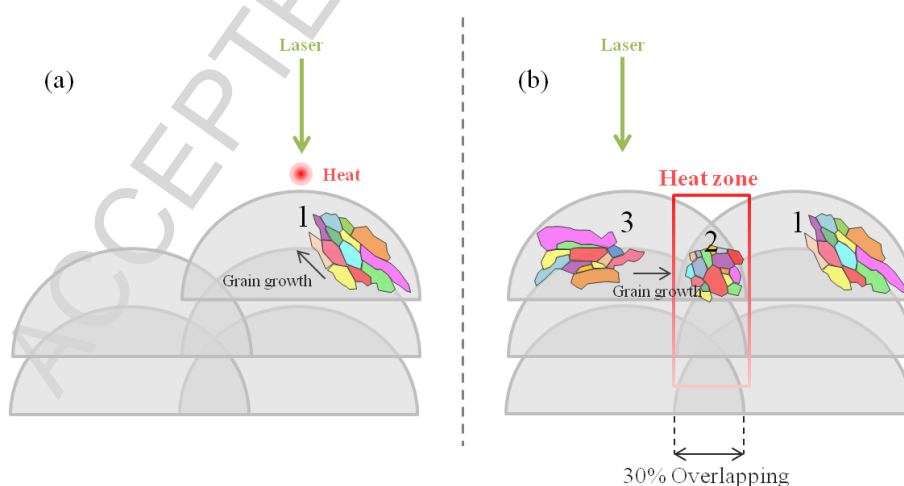 ACCEPTE
(a)
Laser
Heat
1
Grain growth
(b)
Laser
Heat zone
3
2
1
Grain growth
30% Overlapping